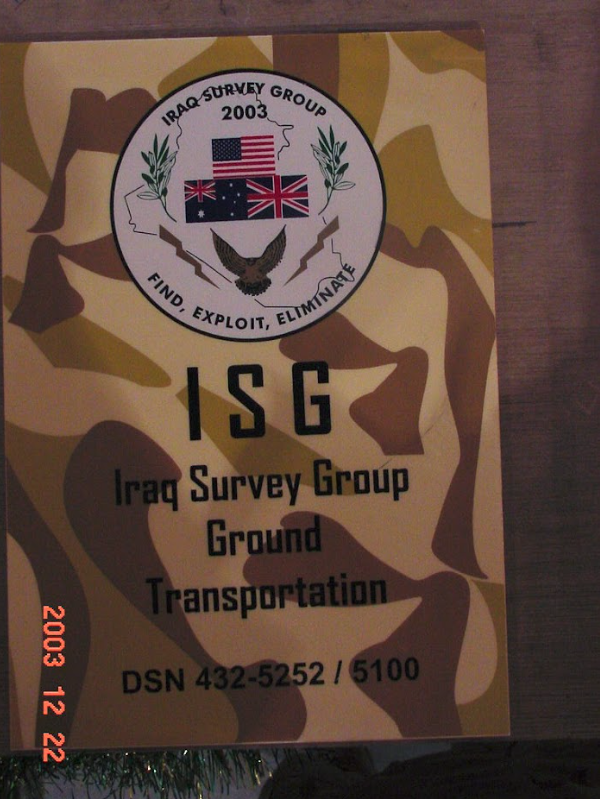 IRAQ SURVEY GROUP
2003
FIND, EXPLOIT, ELIMINATE
ISG
Iraq Survey Group
Ground
Transportation
DSN 432-5252 / 5100
2003 12 22